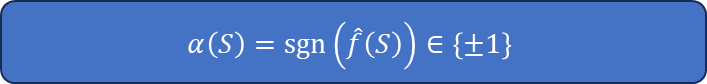 α(S) = sgn (f̂(S)) ∈ {±1}